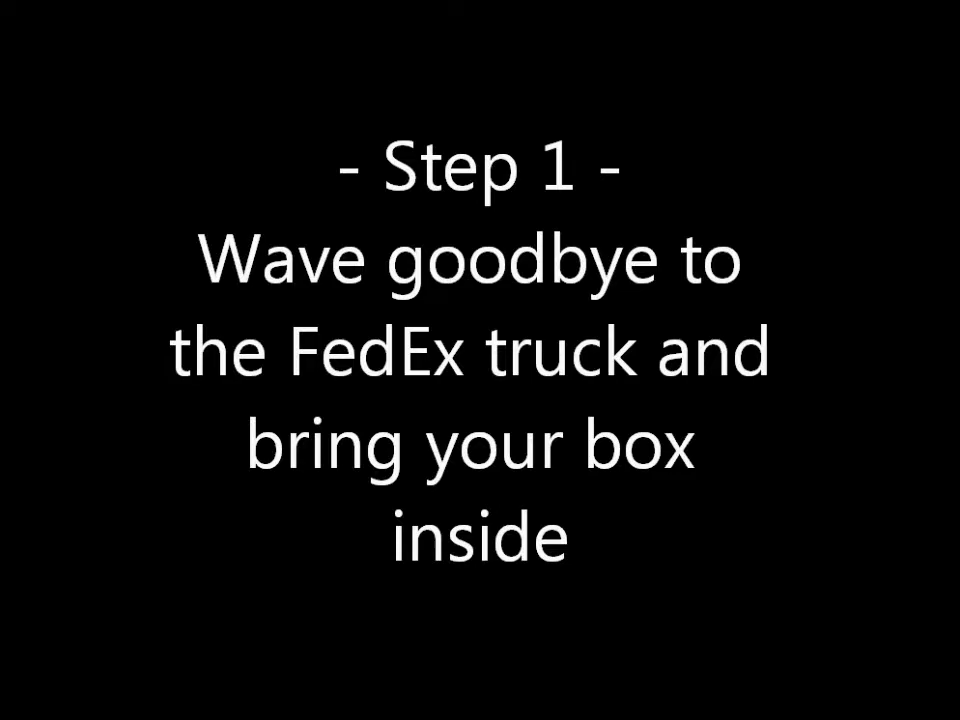 - Step 1 -
Wave goodbye to
the FedEx truck and
bring your box
inside